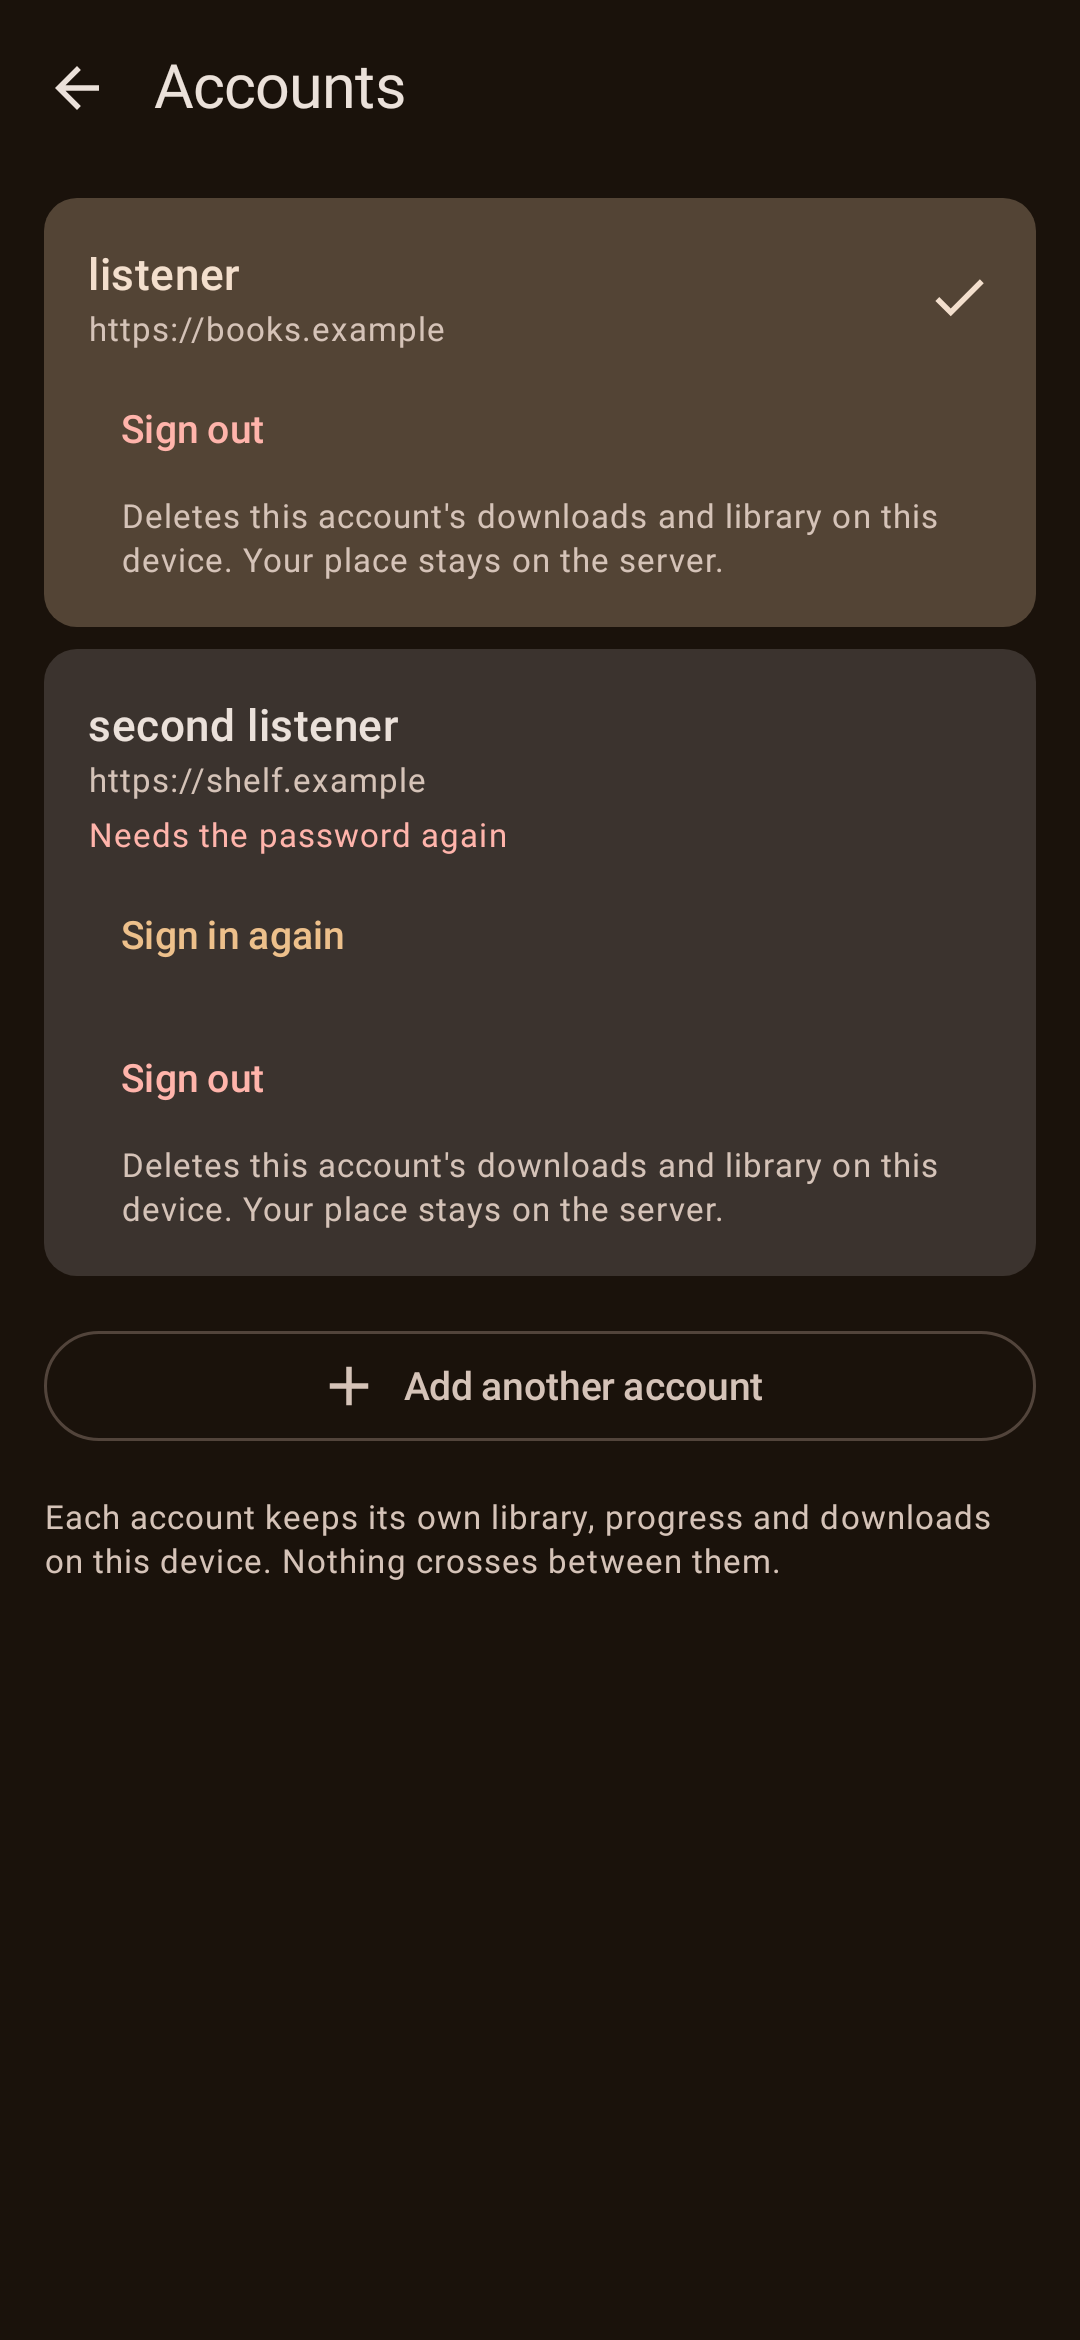 Accounts
listener
https://books.example
Sign out
Deletes this account's downloads and library on this
device. Your place stays on the server.
second listener
https://shelf.example
Needs the password again
Sign in again
Sign out
Deletes this account's downloads and library on this
device. Your place stays on the server.
Add another account
Each account keeps its own library, progress and downloads
on this device. Nothing crosses between them.